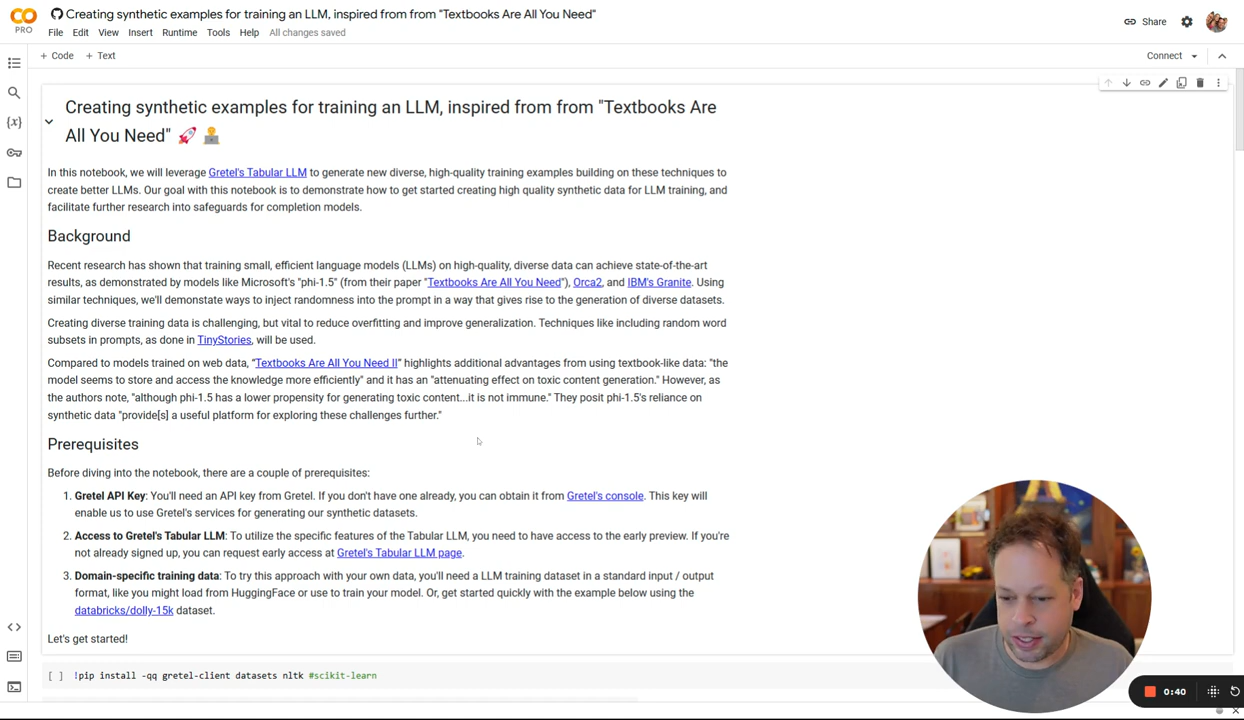 Creating synthetic examples for training an LLM, inspired from from "Textbooks Are All You Need"
Share
PRO
File Edit View Insert Runtime Tools Help All changes saved
+ Code + Text
Connect
Creating synthetic examples for training an LLM, inspired from from "Textbooks Are
All You Need" 🚀 🧑‍💻
{x}
In this notebook, we will leverage Gretel's Tabular LLM to generate new diverse, high-quality training examples building on these techniques to
create better LLMs. Our goal with this notebook is to demonstrate how to get started creating high quality synthetic data for LLM training, and
facilitate further research into safeguards for completion models.
Background
Recent research has shown that training small, efficient language models (LLMs) on high-quality, diverse data can achieve state-of-the-art
results, as demonstrated by models like Microsoft's "phi-1.5" (from their paper "Textbooks Are All You Need"), Orca2, and IBM's Granite. Using
similar techniques, we'll demonstate ways to inject randomness into the prompt in a way that gives rise to the generation of diverse datasets.
Creating diverse training data is challenging, but vital to reduce overfitting and improve generalization. Techniques like including random word
subsets in prompts, as done in TinyStories, will be used.
Compared to models trained on web data, "Textbooks Are All You Need II" highlights additional advantages from using textbook-like data: "the
model seems to store and access the knowledge more efficiently" and it has an "attenuating effect on toxic content generation." However, as
the authors note, "although phi-1.5 has a lower propensity for generating toxic content...it is not immune." They posit phi-1.5's reliance on
synthetic data "provide[s] a useful platform for exploring these challenges further."
Prerequisites
Before diving into the notebook, there are a couple of prerequisites:
1. Gretel API Key: You'll need an API key from Gretel. If you don't have one already, you can obtain it from Gretel's console. This key will
enable us to use Gretel's services for generating our synthetic datasets.
2. Access to Gretel's Tabular LLM: To utilize the specific features of the Tabular LLM, you need to have access to the early preview. If you're
not already signed up, you can request early access at Gretel's Tabular LLM page.
3. Domain-specific training data: To try this approach with your own data, you'll need a LLM training dataset in a standard input / output
format, like you might load from HuggingFace or use to train your model. Or, get started quickly with the example below using the
databricks/dolly-15k dataset.
Let's get started!
[ ] !pip install -qq gretel-client datasets nltk #scikit-learn
0:40